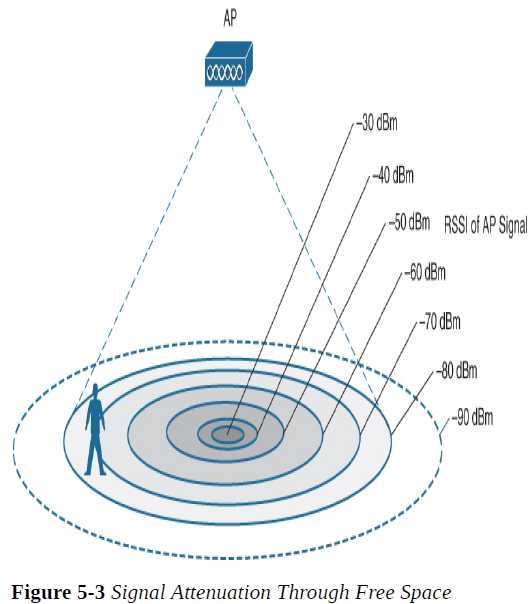 AP
–30 dBm
–40 dBm
–50 dBm RSSI of AP Signal
–60 dBm
–70 dBm
–80 dBm
–90 dBm
Figure 5-3 Signal Attenuation Through Free Space